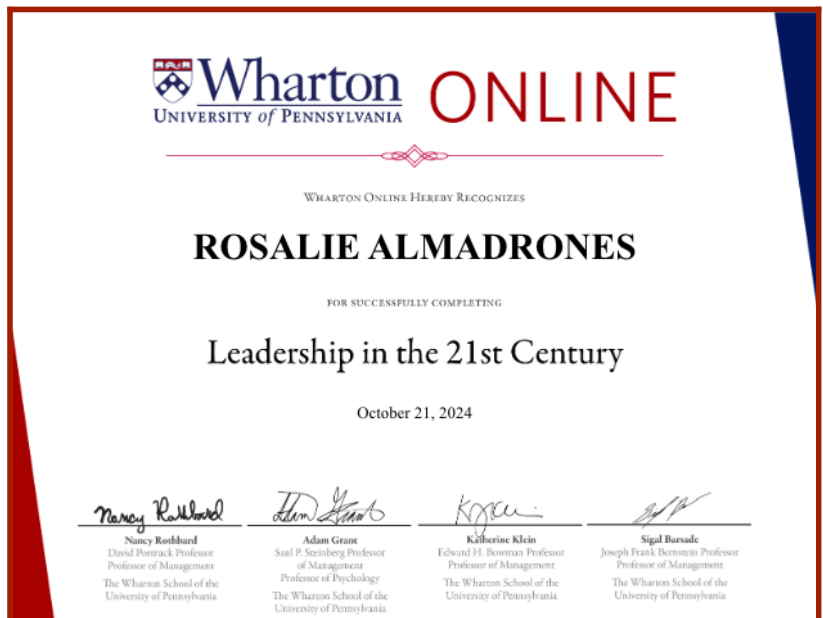 Wharton ONLINE
UNIVERSITY of PENNSYLVANIA
WHARTON ONLINE HEREBY RECOGNIZES
ROSALIE ALMADRONES
FOR SUCCESSFULLY COMPLETING
Leadership in the 21st Century
October 21, 2024
Nancy Rothbard
Nancy Rothbard
David Pottruck Professor
Professor of Management
The Wharton School of the
University of Pennsylvania
Adam Grant
Adam Grant
Saul P. Steinberg Professor
of Management
Professor of Psychology
The Wharton School of the
University of Pennsylvania
Katherine Klein
Edward H. Bowman Professor
Professor of Management
The Wharton School of the
University of Pennsylvania
Sigal Barsade
Joseph Frank Bernstein Professor
Professor of Management
The Wharton School of the
University of Pennsylvania